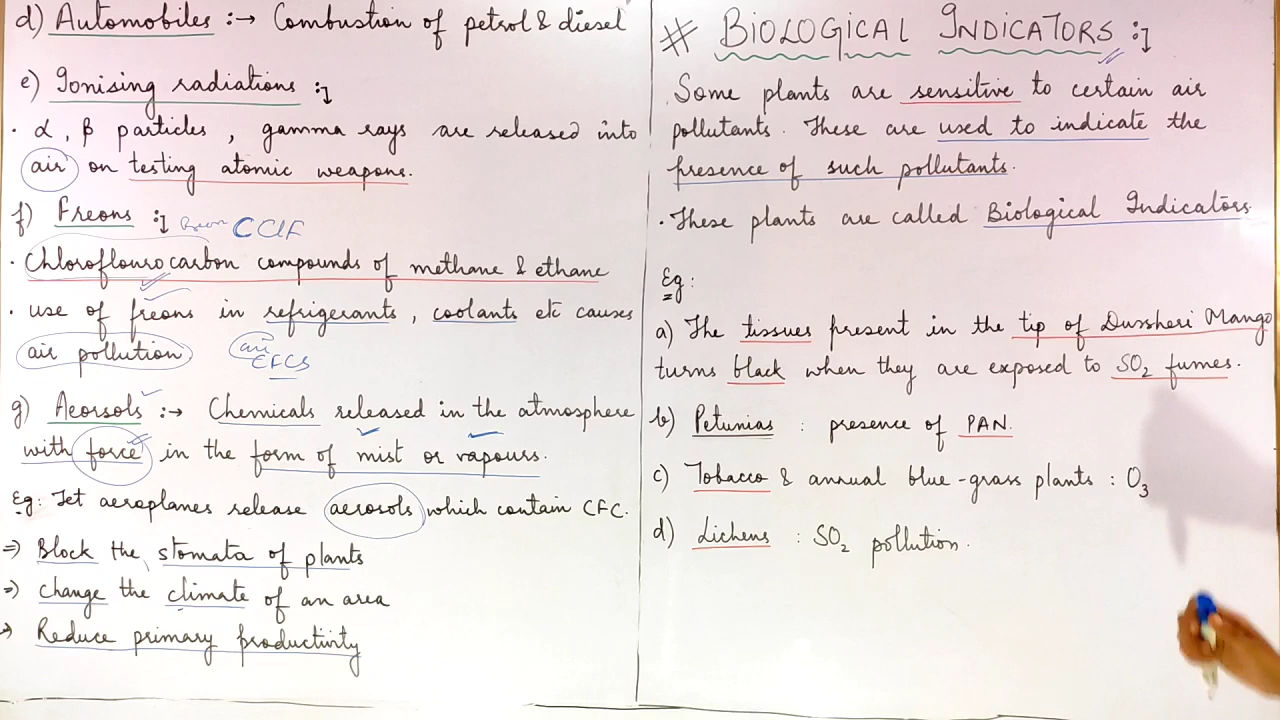 d) Automobiles :→ Combustion of petrol & diesel
e) Ionising radiations :]
· α, β particles, gamma rays are released into
air on testing atomic weapons.
f) Freons :] CClF
· Chloroflourocarbon compounds of methane & ethane
· use of freons in refrigerants, coolants etc causes
air pollution air CFCs
g) Aeorsols :→ Chemicals released in the atmosphere
with force in the form of mist or vapours.
Eg: Jet aeroplanes release aerosols which contain CFC.
⇒ Block the stomata of plants
⇒ Change the climate of an area
⇒ Reduce primary productivity
# BIOLOGICAL INDICATORS :]
Some plants are sensitive to certain air
pollutants. These are used to indicate the
presence of such pollutants.
· These plants are called Biological Indicators
Eg:
a) The tissues present in the tip of Dussheri Mango
turns black when they are exposed to SO₂ fumes.
b) Petunias : presence of PAN.
c) Tobacco & annual blue-grass plants : O₃
d) Lichens : SO₂ pollution.